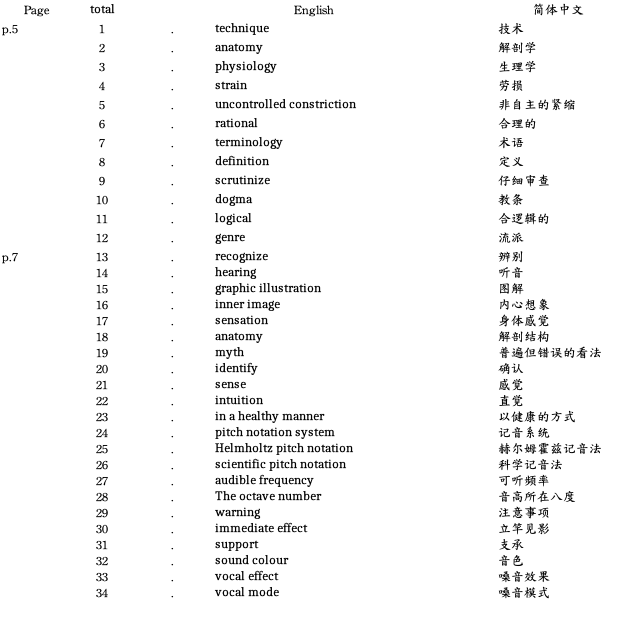 Page total English 简体中文
p.5 1 . technique 技术
2 . anatomy 解剖学
3 . physiology 生理学
4 . strain 劳损
5 . uncontrolled constriction 非自主的紧缩
6 . rational 合理的
7 . terminology 术语
8 . definition 定义
9 . scrutinize 仔细审查
10 . dogma 教条
11 . logical 合逻辑的
12 . genre 流派
p.7 13 . recognize 辨别
14 . hearing 听音
15 . graphic illustration 图解
16 . inner image 内心想象
17 . sensation 身体感觉
18 . anatomy 解剖结构
19 . myth 普遍但错误的看法
20 . identify 确认
21 . sense 感觉
22 . intuition 直觉
23 . in a healthy manner 以健康的方式
24 . pitch notation system 记音系统
25 . Helmholtz pitch notation 赫尔姆霍兹记音法
26 . scientific pitch notation 科学记音法
27 . audible frequency 可听频率
28 . The octave number 音高所在八度
29 . warning 注意事项
30 . immediate effect 立竿见影
31 . support 支承
32 . sound colour 音色
33 . vocal effect 嗓音效果
34 . vocal mode 嗓音模式